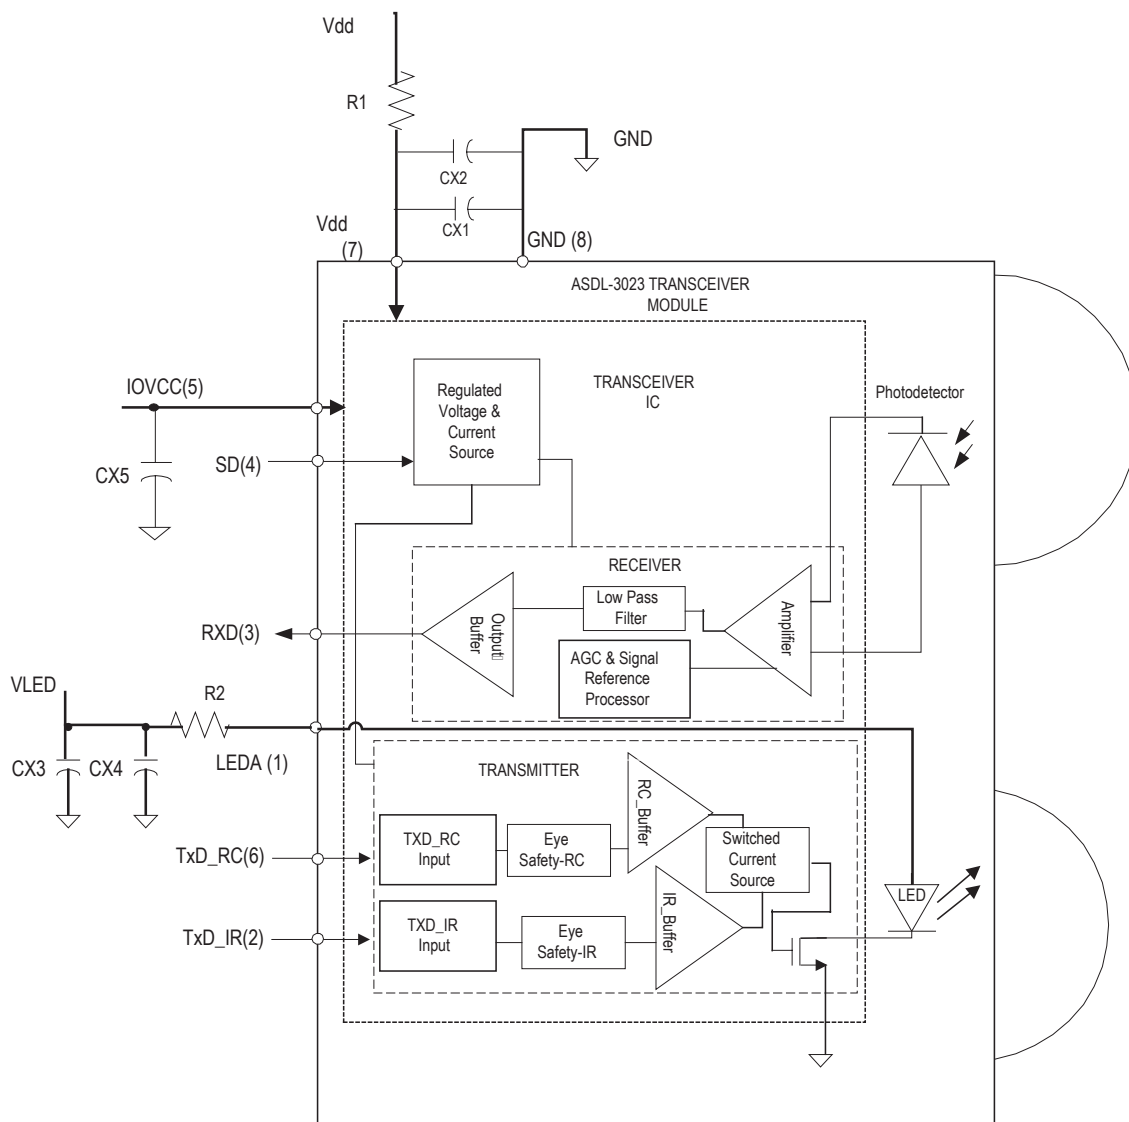 Vdd
R1
GND
CX2
CX1
Vdd
(7)
GND (8)
ASDL-3023 TRANSCEIVER
MODULE
IOVCC(5)
Regulated
Voltage &
Current
Source
TRANSCEIVER
IC
Photodetector
SD(4)
CX5
RECEIVER
Low Pass
Filter
Amplifier
Output
Buffer
RXD(3)
AGC & Signal
Reference
Processor
VLED
R2
CX3
CX4
LEDA (1)
TRANSMITTER
RC_Buffer
TXD_RC
Input
Eye
Safety-RC
Switched
Current
Source
TxD_RC(6)
LED
IR_Buffer
TXD_IR
Input
Eye
Safety-IR
TxD_IR(2)